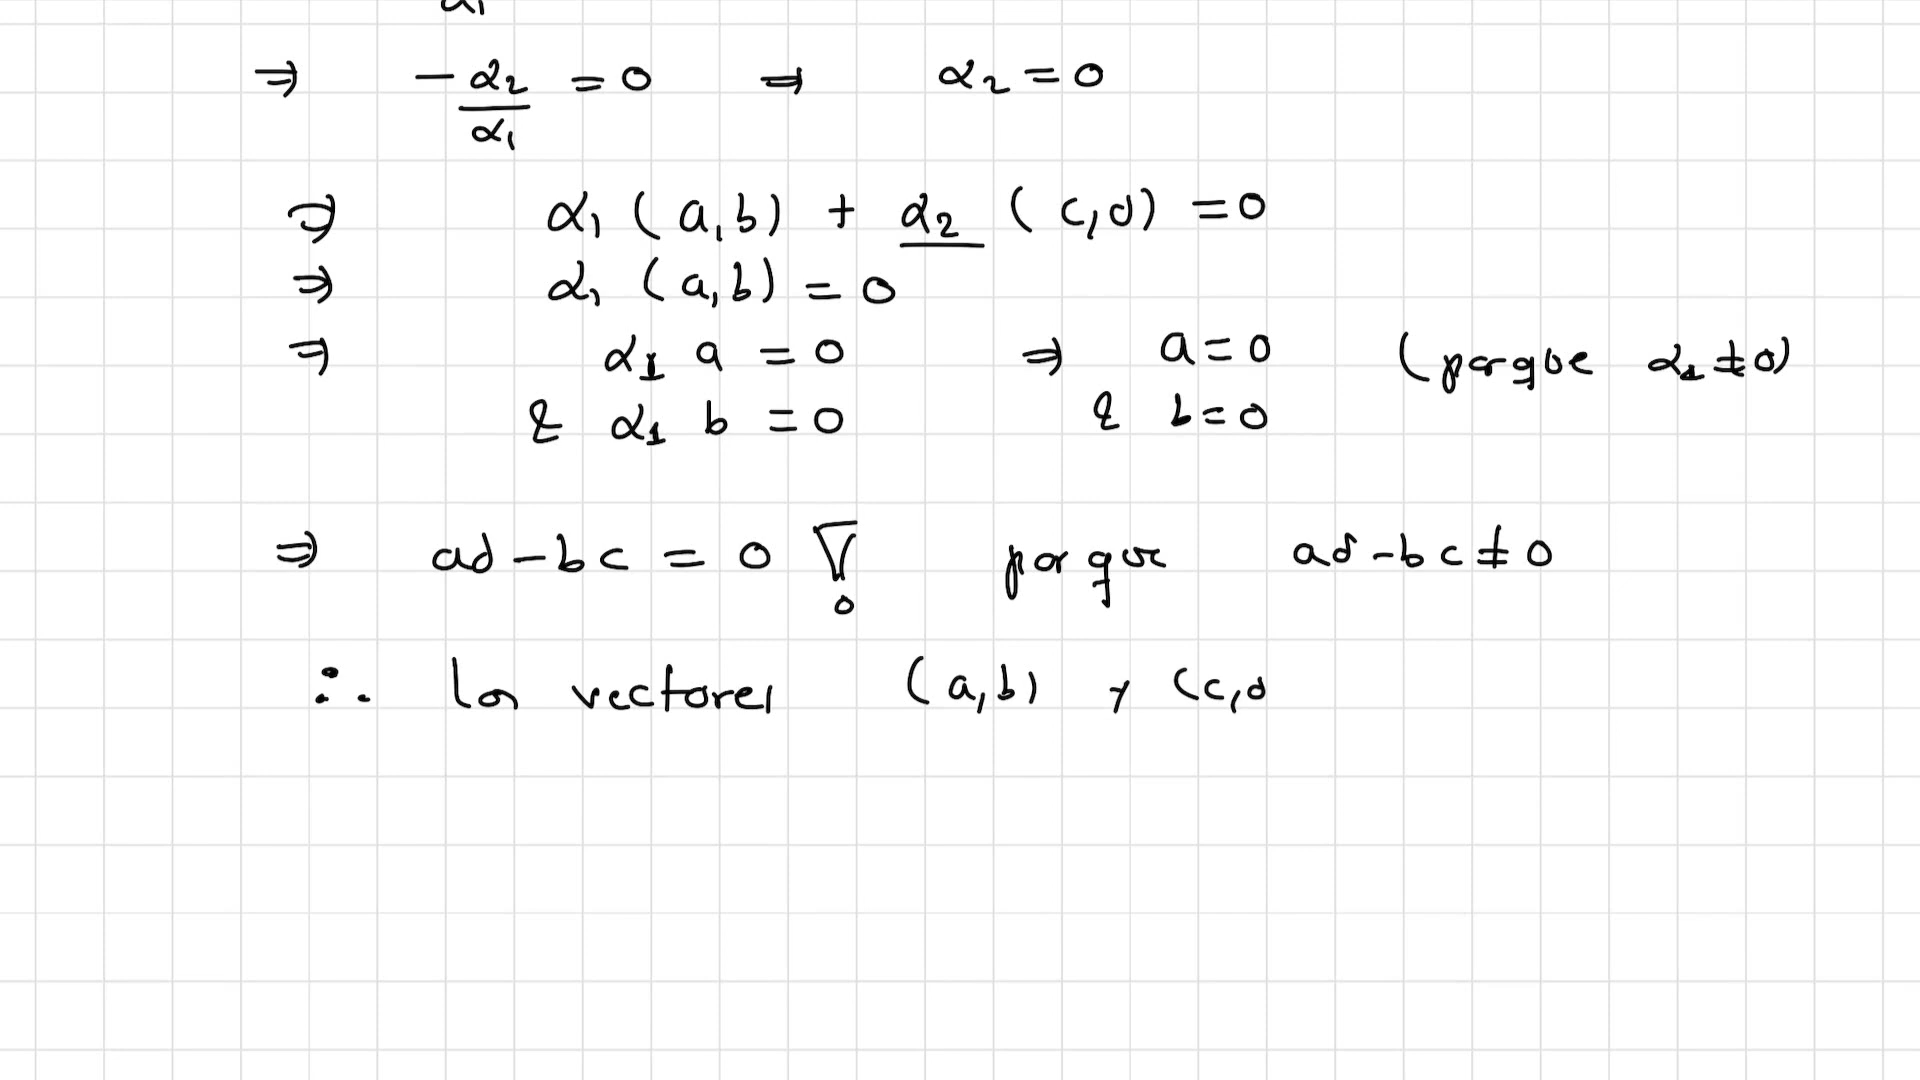 ⇒ -α2/α1 = 0 ⇒ α2 = 0
⇒ α1 (a,b) + α2 (c,d) = 0
⇒ α1 (a,b) = 0
⇒ α1 a = 0 ⇒ a = 0 (porque α1 ≠ 0)
& α1 b = 0 & b = 0
⇒ ad - bc = 0 ∇ porque ad - bc ≠ 0
∴ los vectores (a,b) y (c,d